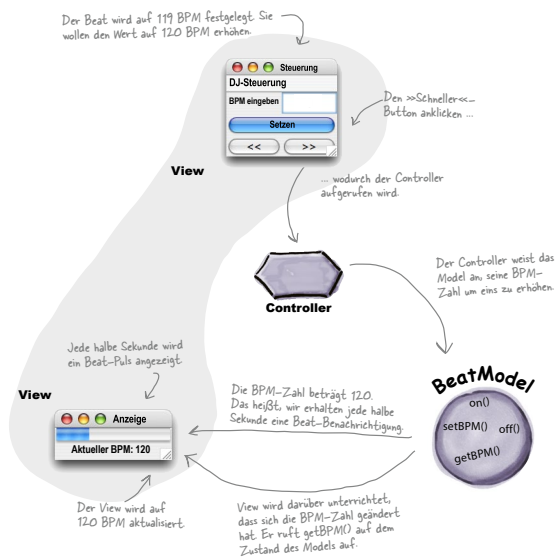 Der Beat wird auf 119 BPM festgelegt Sie
wollen den Wert auf 120 BPM erhöhen.
Steuerung
DJ-Steuerung
BPM eingeben
Setzen
<<
>>
Den >>Schneller<<-
Button anklicken ...
View
... wodurch der Controller
aufgerufen wird.
Controller
Der Controller weist das
Model an, seine BPM-
Zahl um eins zu erhöhen.
Jede halbe Sekunde wird
ein Beat-Puls angezeigt.
View
Anzeige
Aktueller BPM: 120
Die BPM-Zahl beträgt 120.
Das heißt, wir erhalten jede halbe
Sekunde eine Beat-Benachrichtigung.
BeatModel
on()
setBPM()
off()
getBPM()
Der View wird auf
120 BPM aktualisiert.
View wird darüber unterrichtet,
dass sich die BPM-Zahl geändert
hat. Er ruft getBPM() auf dem
Zustand des Models auf.